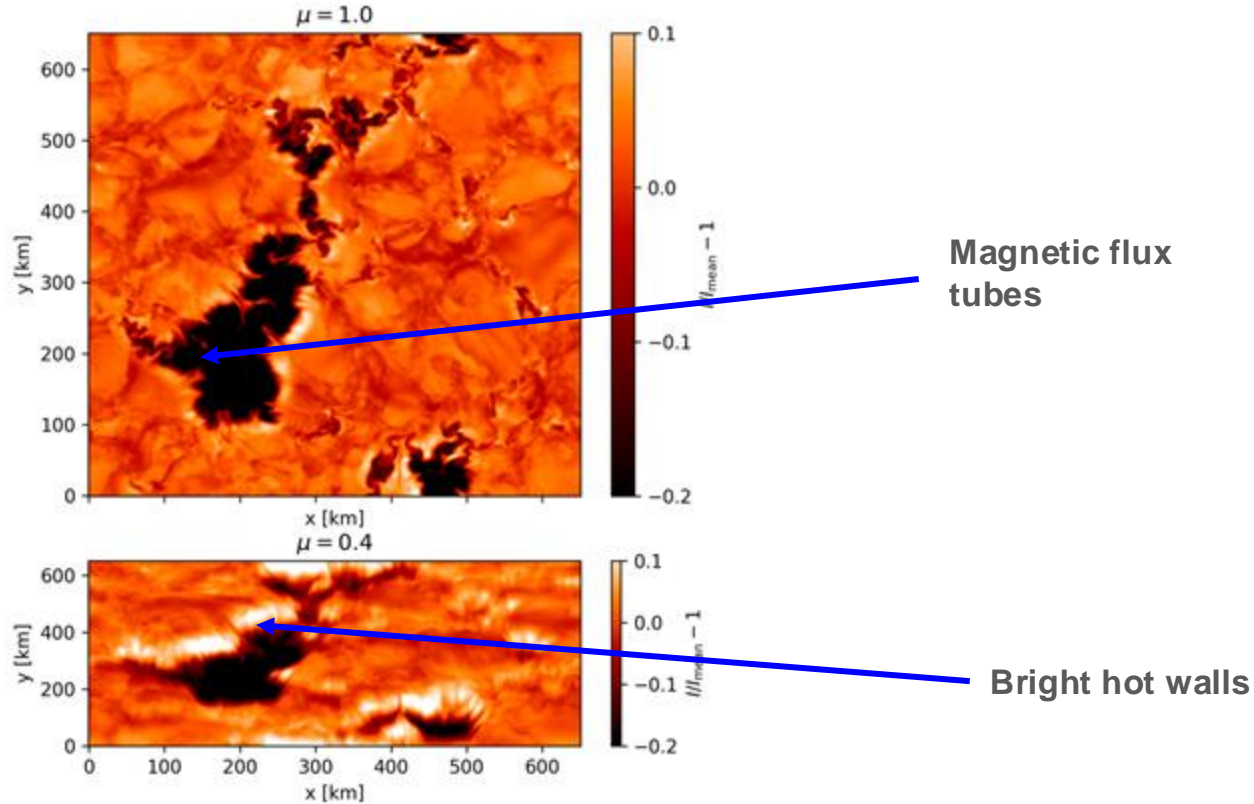 μ = 1.0
600
500
400
300
200
100
0
y [km]
x [km]
0.1
0.0
−0.1
−0.2
I/I_mean − 1
Magnetic flux
tubes
μ = 0.4
600
400
200
0
y [km]
0 100 200 300 400 500 600
x [km]
0.1
0.0
−0.1
−0.2
I/I_mean − 1
Bright hot walls